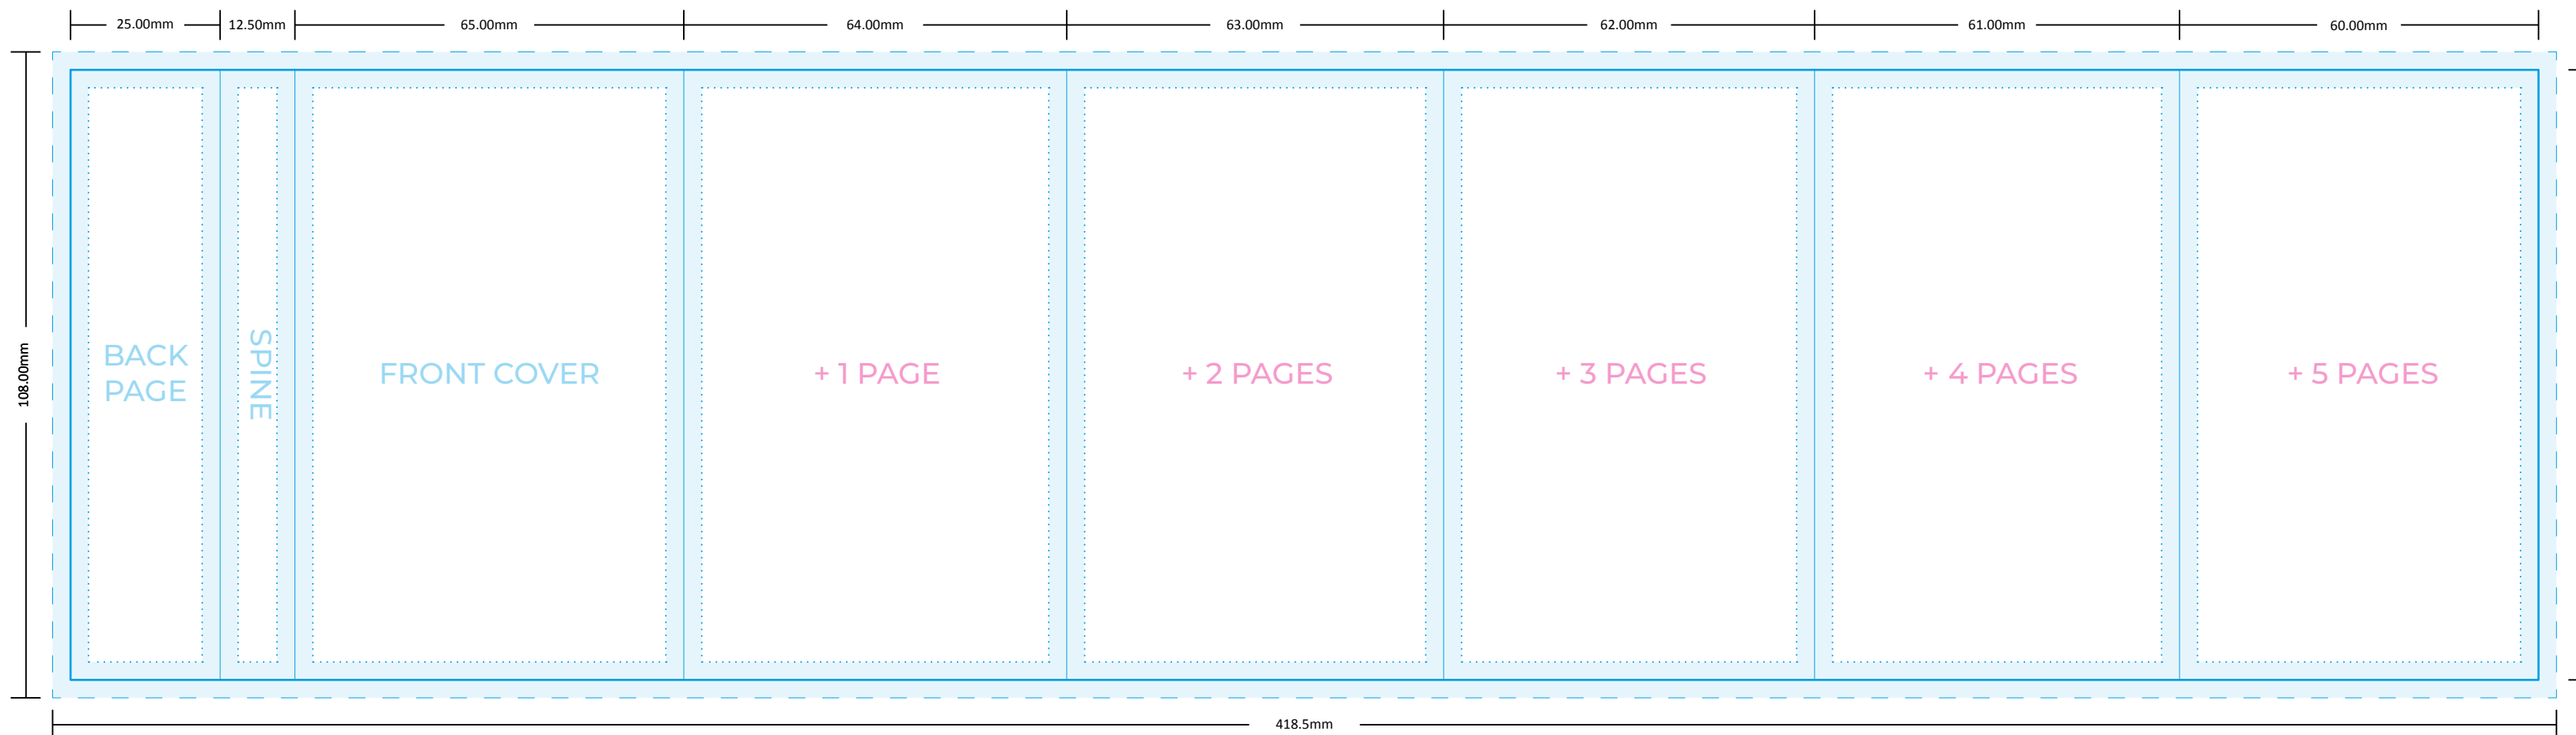 25.00mm
12.50mm
65.00mm
64.00mm
63.00mm
62.00mm
61.00mm
60.00mm
108.00mm
BACK
PAGE
SPINE
FRONT COVER
+ 1 PAGE
+ 2 PAGES
+ 3 PAGES
+ 4 PAGES
+ 5 PAGES
418.5mm